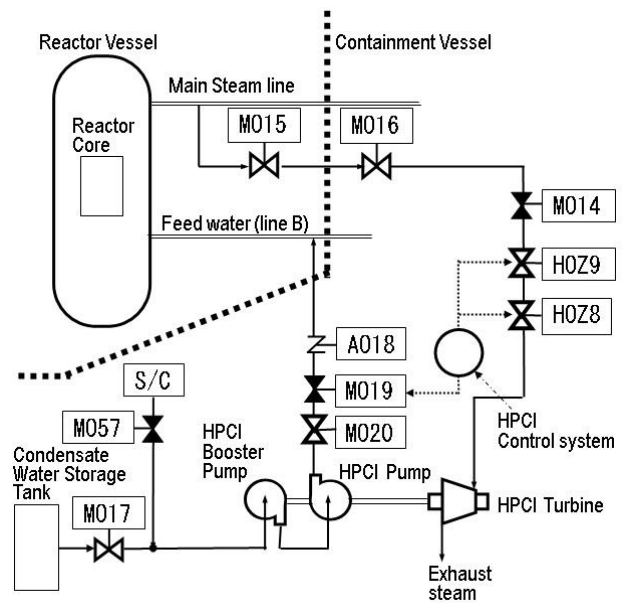 Reactor Vessel
Containment Vessel
Main Steam line
MO15
MO16
Reactor
Core
MO14
Feed water (line B)
HOZ9
HOZ8
AO18
S/C
MO19
MO57
HPCI
Booster
Pump
MO20
HPCI
Control system
Condensate
Water Storage
Tank
HPCI Pump
MO17
HPCI Turbine
Exhaust
steam